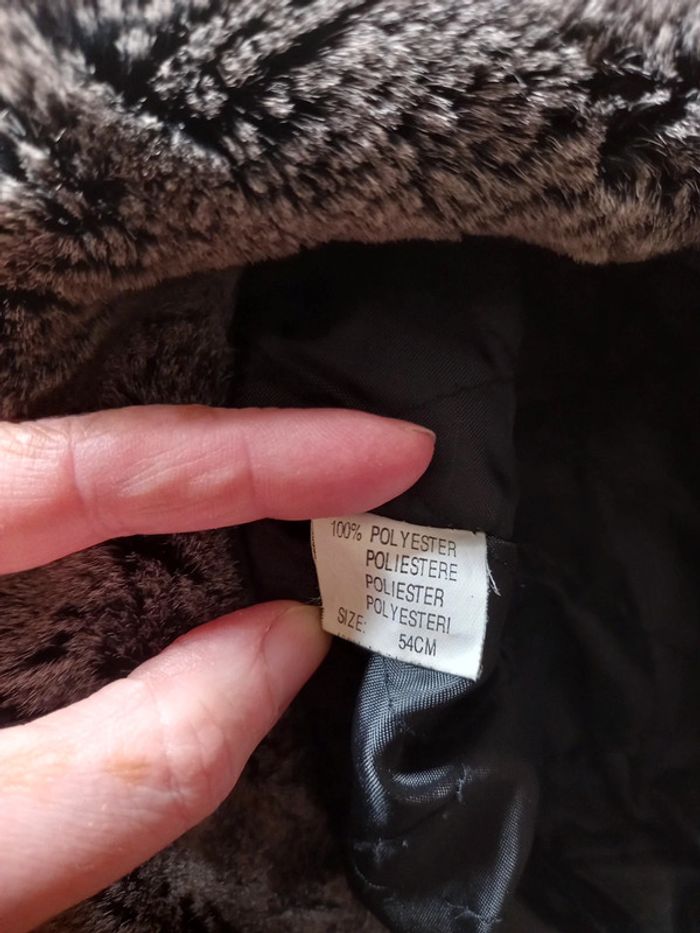 100% POLYESTER
POLIESTERE
POLIESTER
POLYESTERI
SIZE: 54CM